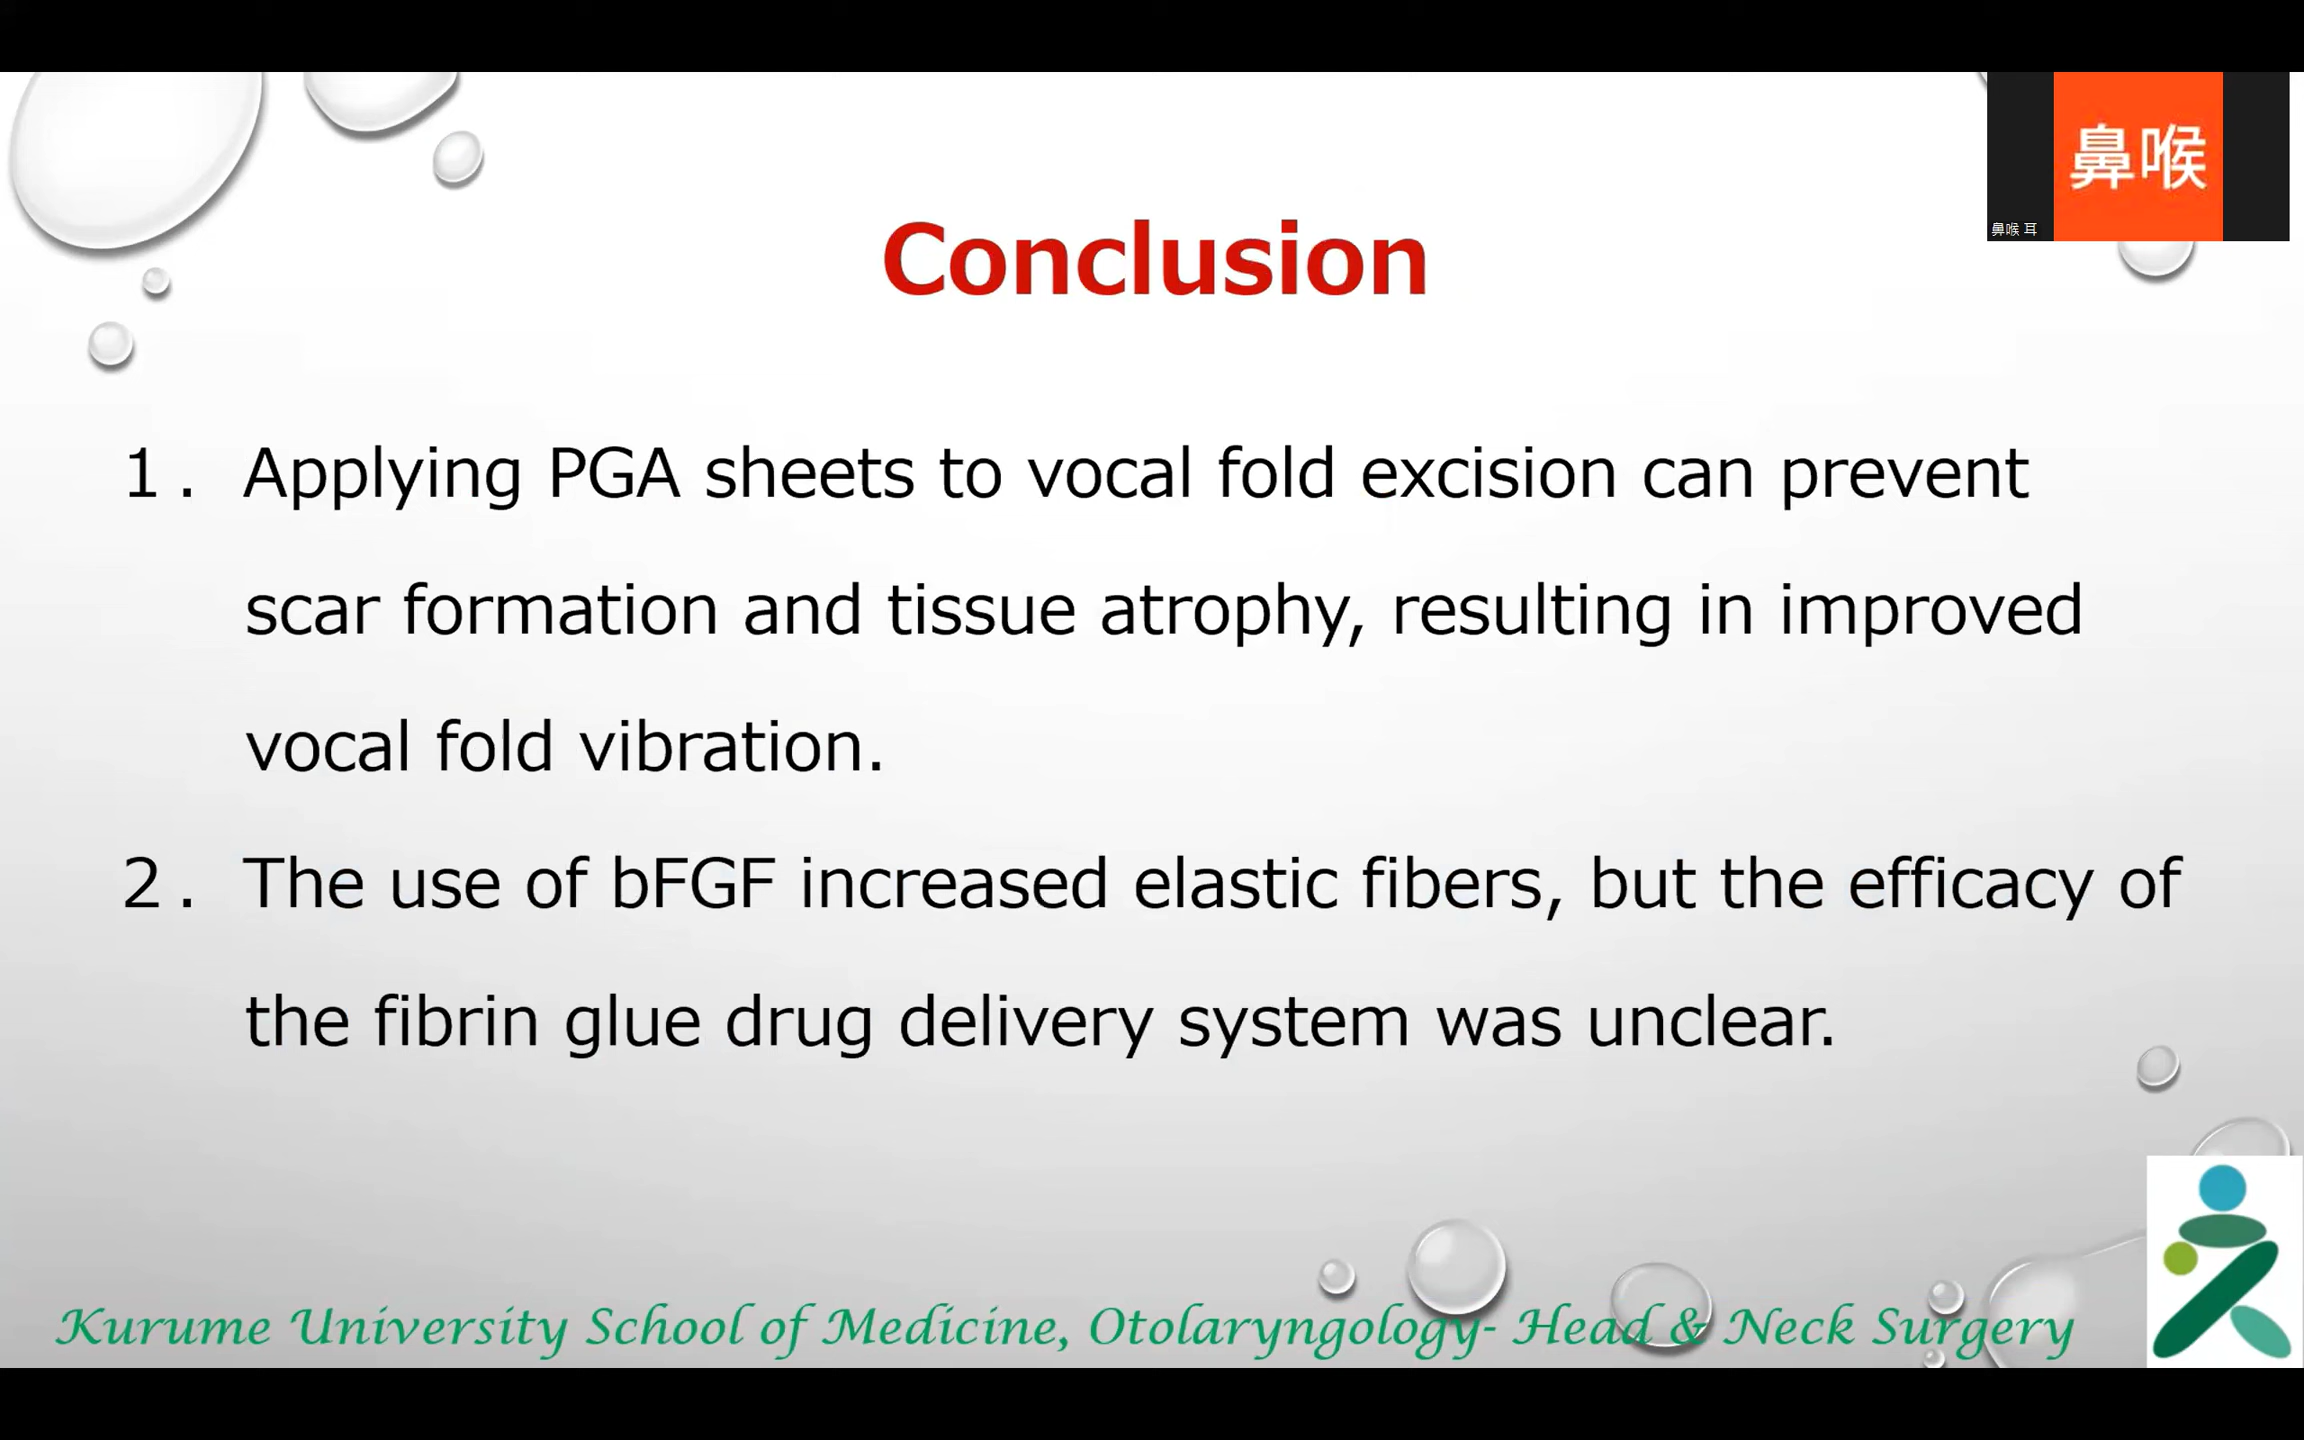 鼻喉
鼻喉 耳
Conclusion
１． Applying PGA sheets to vocal fold excision can prevent
scar formation and tissue atrophy, resulting in improved
vocal fold vibration.
２． The use of bFGF increased elastic fibers, but the efficacy of
the fibrin glue drug delivery system was unclear.
Kurume University School of Medicine, Otolaryngology- Head & Neck Surgery